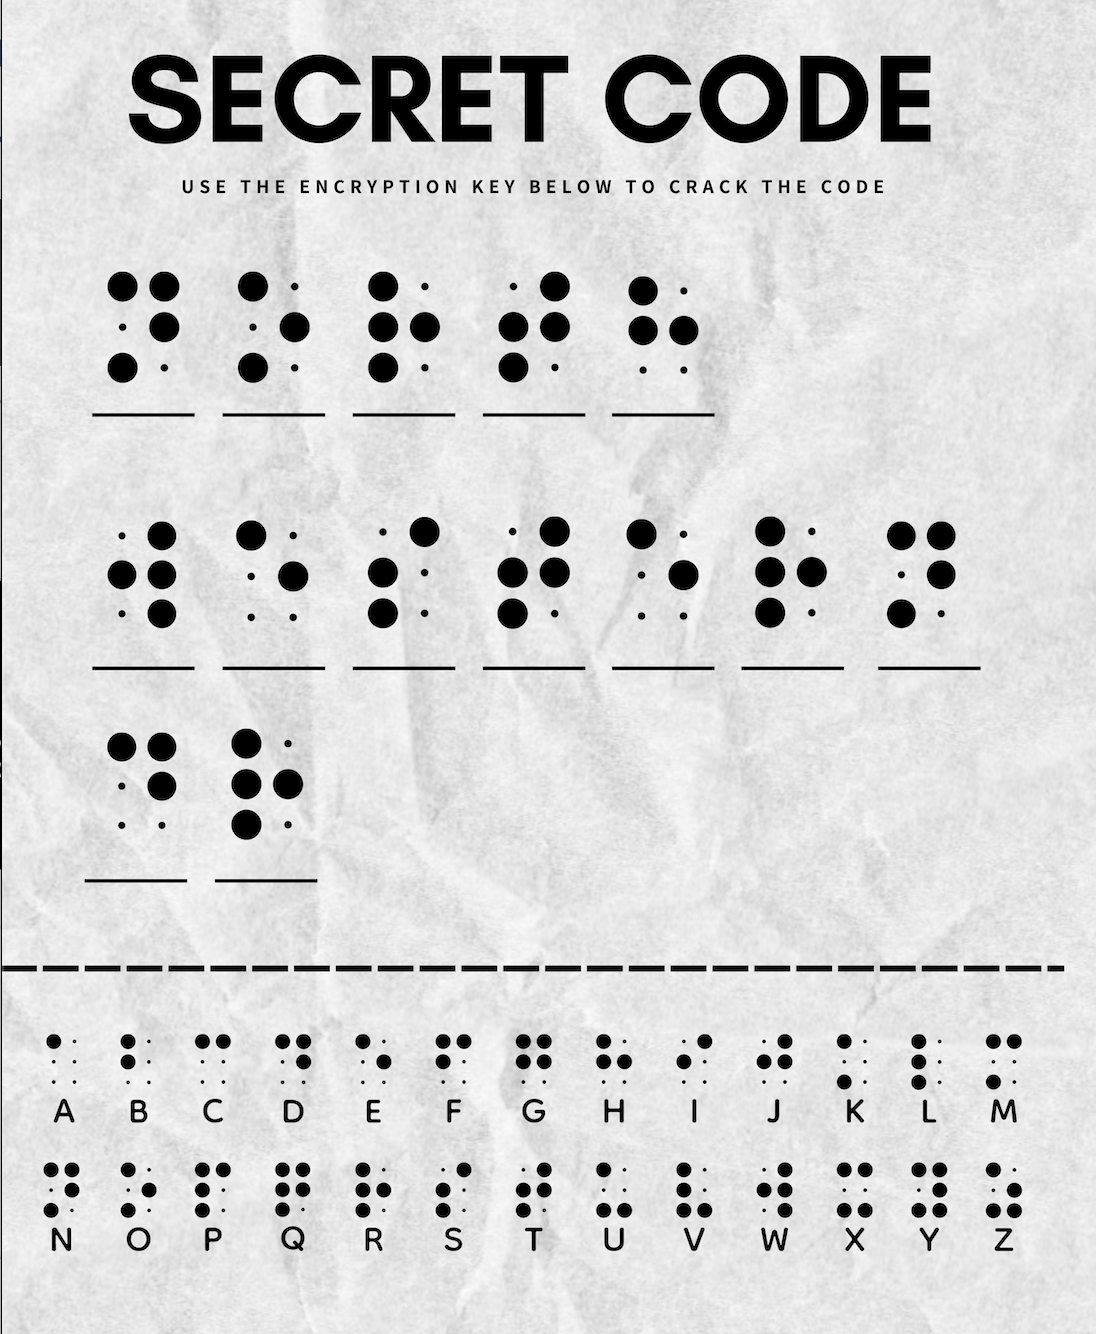 SECRET CODE
USE THE ENCRYPTION KEY BELOW TO CRACK THE CODE
⠝ ⠕ ⠗ ⠞ ⠓
⠺ ⠑ ⠎ ⠞ ⠑ ⠗ ⠝
⠙ ⠗
⠁ ⠃ ⠉ ⠙ ⠑ ⠋ ⠛ ⠓ ⠊ ⠚ ⠅ ⠇ ⠍
A B C D E F G H I J K L M
⠝ ⠕ ⠏ ⠟ ⠗ ⠎ ⠞ ⠥ ⠧ ⠺ ⠭ ⠽ ⠵
N O P Q R S T U V W X Y Z